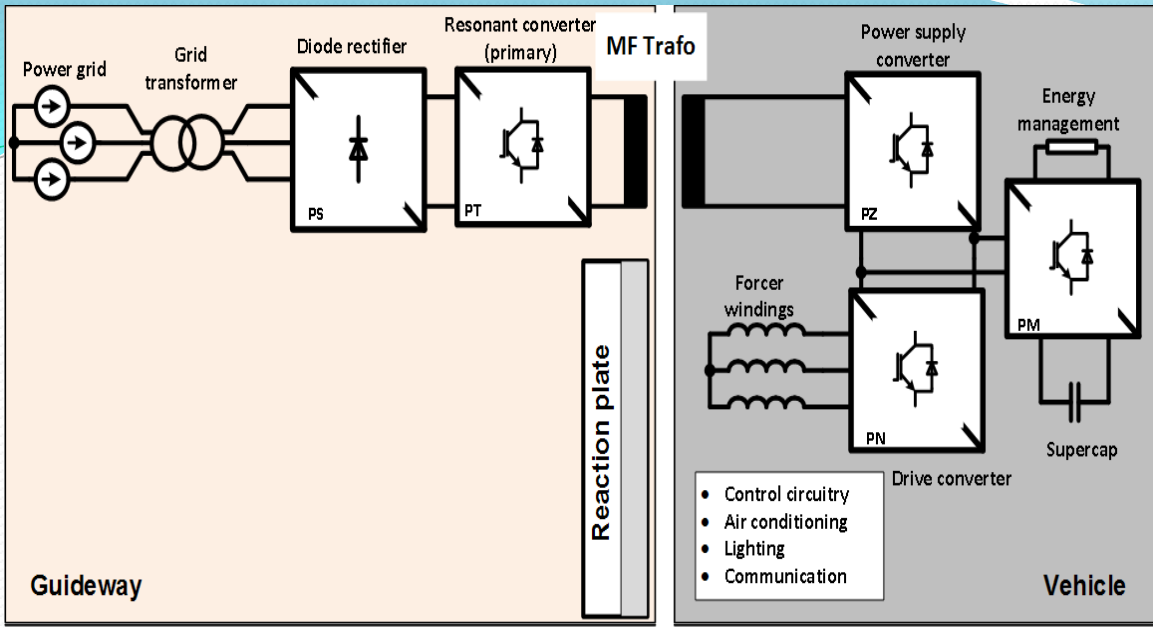 Power grid
Grid
transformer
Diode rectifier
Resonant converter
(primary)
MF Trafo
Power supply
converter
Energy
management
PS
PT
PZ
PM
Forcer
windings
PN
Drive converter
Supercap
Reaction plate
• Control circuitry
• Air conditioning
• Lighting
• Communication
Guideway
Vehicle